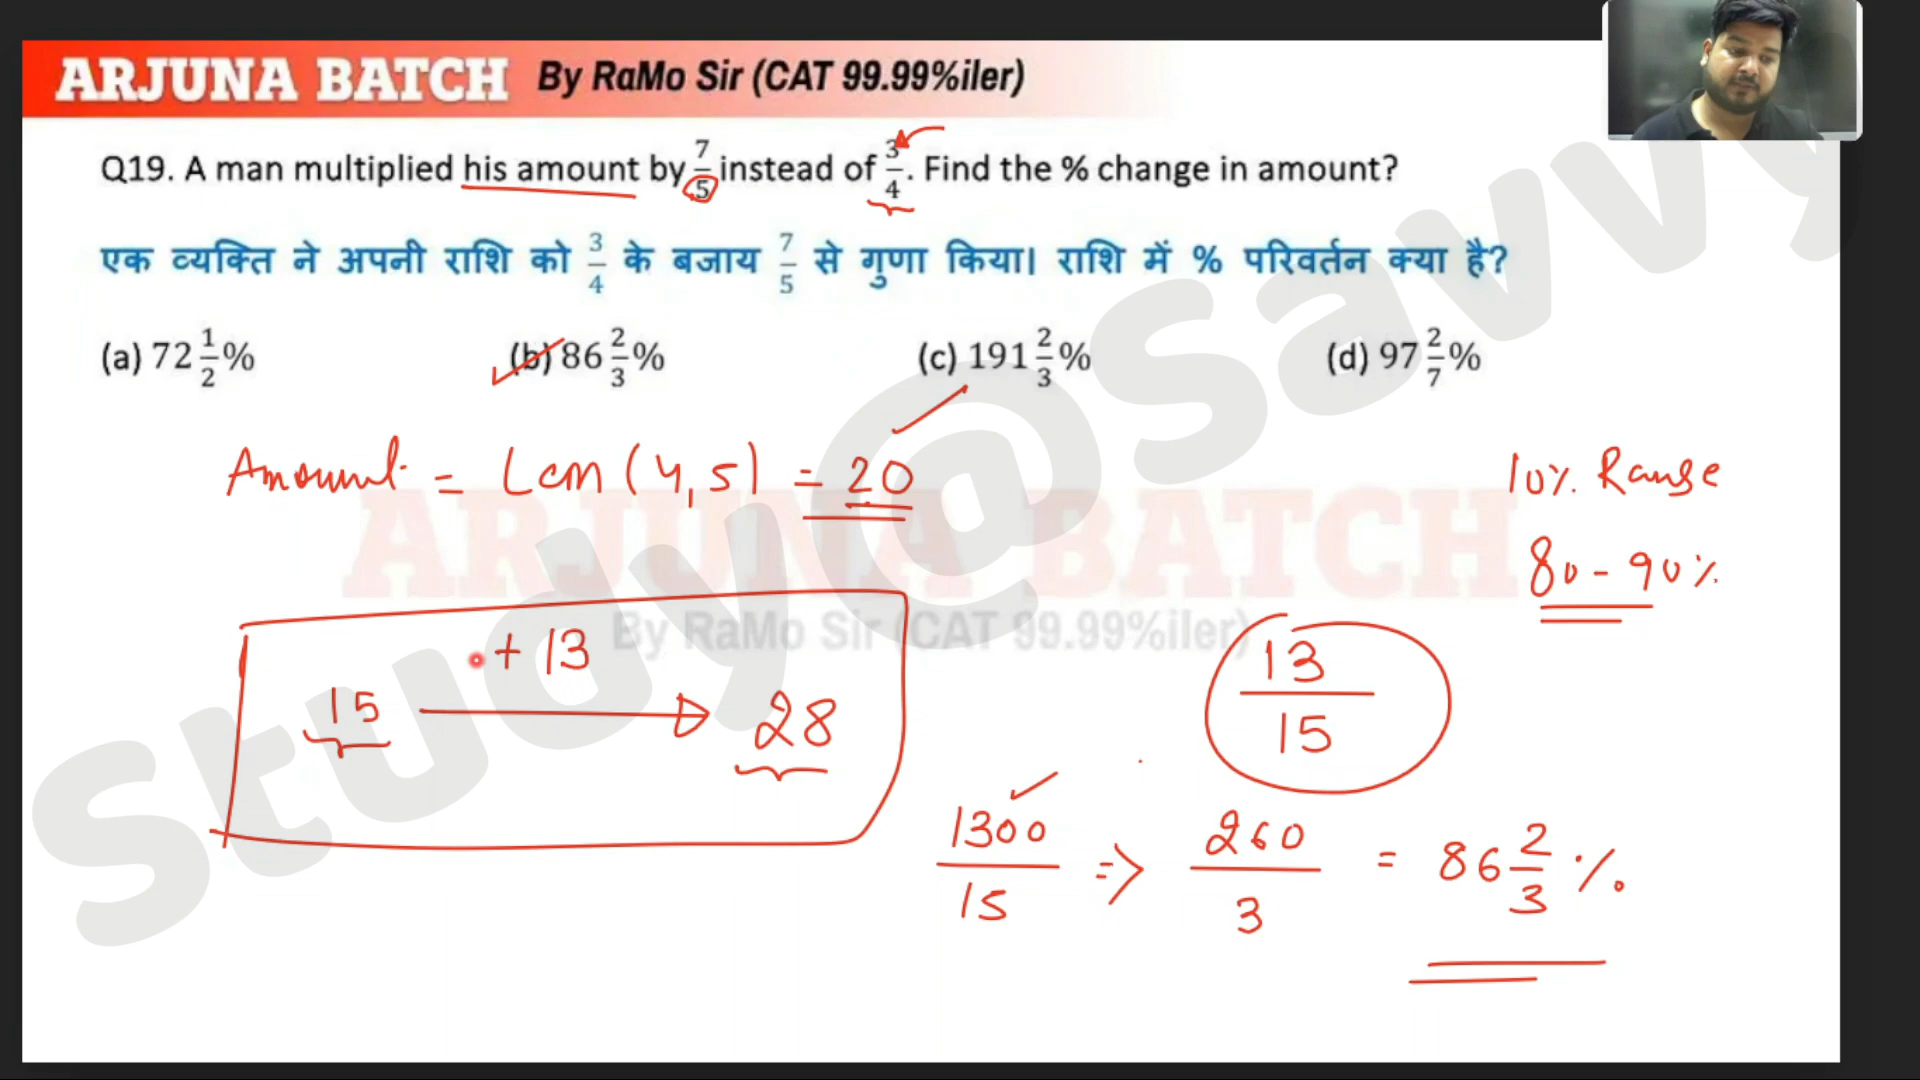 ARJUNA BATCH By RaMo Sir (CAT 99.99%iler)
Q19. A man multiplied his amount by 7/5 instead of 3/4. Find the % change in amount?
एक व्यक्ति ने अपनी राशि को 3/4 के बजाय 7/5 से गुणा किया। राशि में % परिवर्तन क्या है?
(a) 72 1/2% (b) 86 2/3% (c) 191 2/3% (d) 97 2/7%
Amount = Lcm (4,5) = 20
10% Range
80-90%
ARJUNA BATCH
By RaMo Sir (CAT 99.99%iler)
+ 13
15 → 28
13/15
1300/15 => 260/3 = 86 2/3 %
Study@Savvy